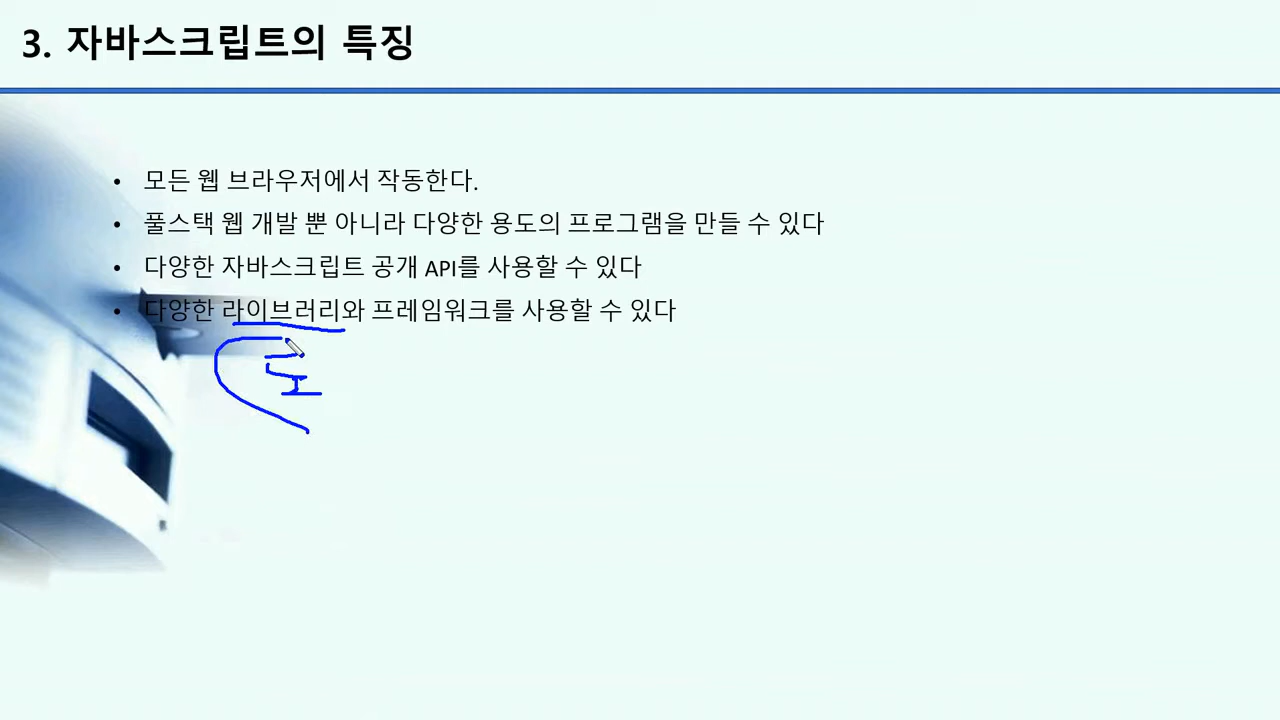 3. 자바스크립트의 특징
• 모든 웹 브라우저에서 작동한다.
• 풀스택 웹 개발 뿐 아니라 다양한 용도의 프로그램을 만들 수 있다
• 다양한 자바스크립트 공개 API를 사용할 수 있다
• 다양한 라이브러리와 프레임워크를 사용할 수 있다